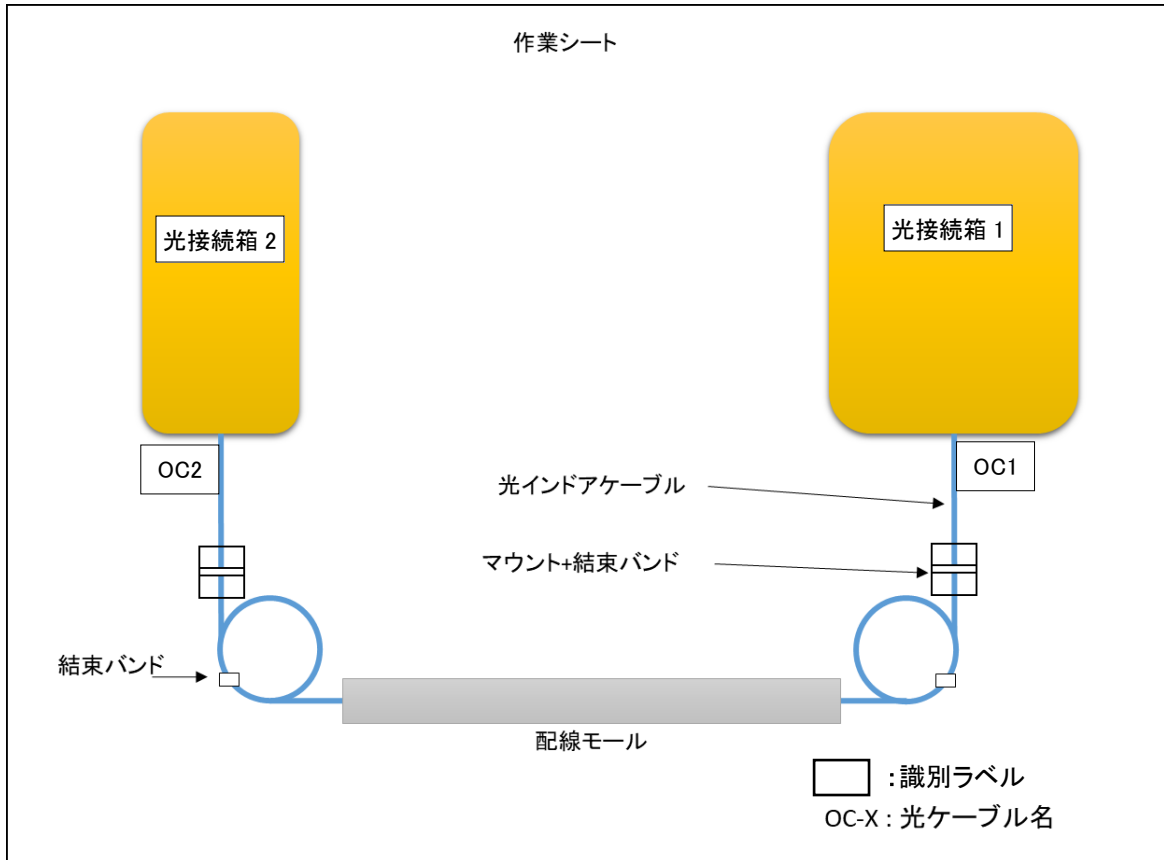 作業シート
光接続箱 2
光接続箱 1
OC2
OC1
光インドアケーブル
マウント+結束バンド
結束バンド
配線モール
:識別ラベル
OC-X : 光ケーブル名